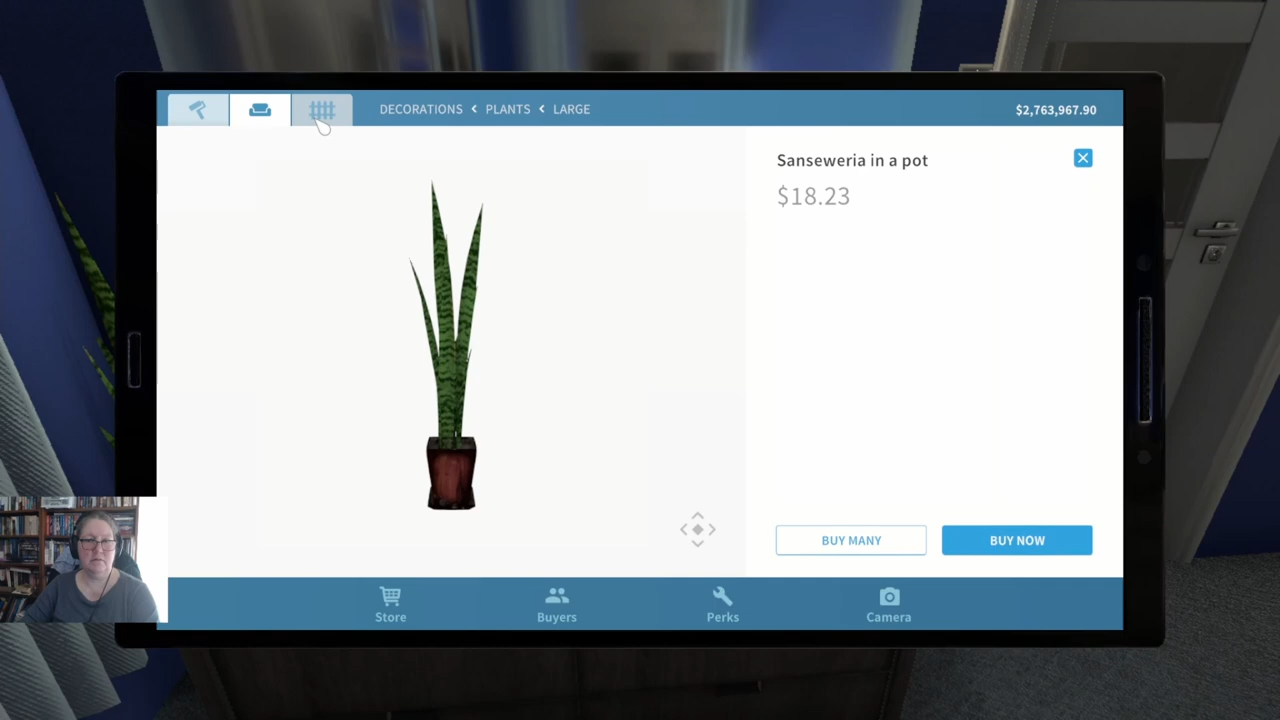 DECORATIONS < PLANTS < LARGE
$2,763,967.90
Sanseweria in a pot
$18.23
BUY MANY
BUY NOW
Store
Buyers
Perks
Camera